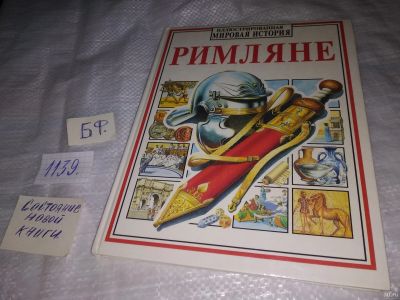 ИЛЛЮСТРИРОВАННАЯ
МИРОВАЯ ИСТОРИЯ
РИМЛЯНЕ
БФ.
1139.
СОСТОЯНИЕ
НОВОЙ
КНИГИ